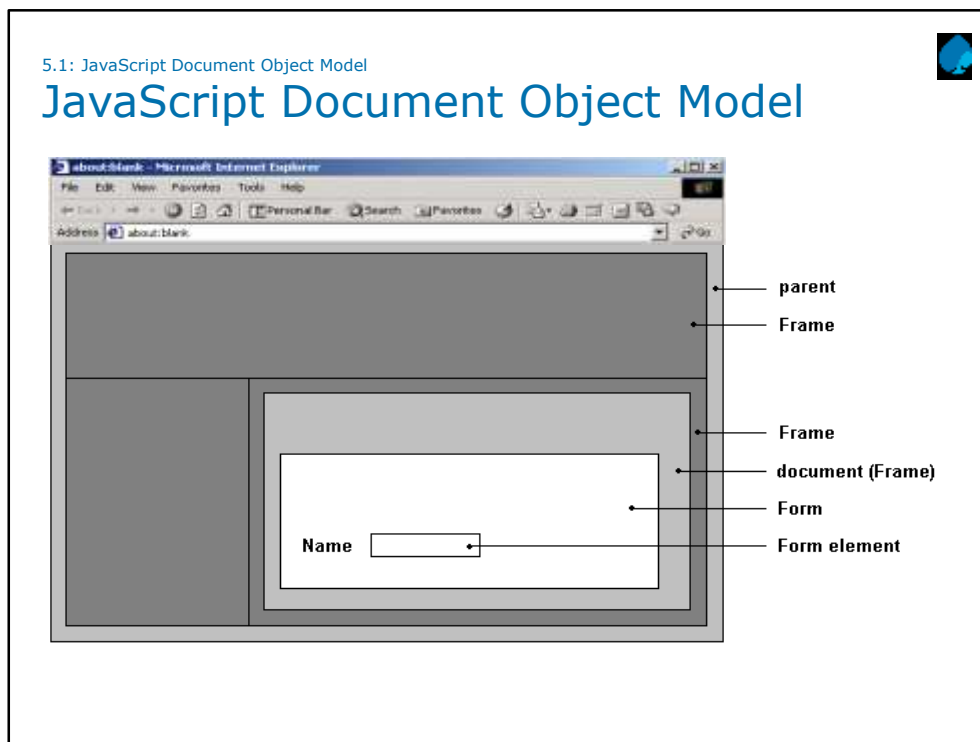 5.1: JavaScript Document Object Model
JavaScript Document Object Model
about:blank - Microsoft Internet Explorer
File Edit View Favorites Tools Help
Personal Bar Search Favorites
Address about:blank Go
parent
Frame
Frame
document (Frame)
Form
Name
Form element